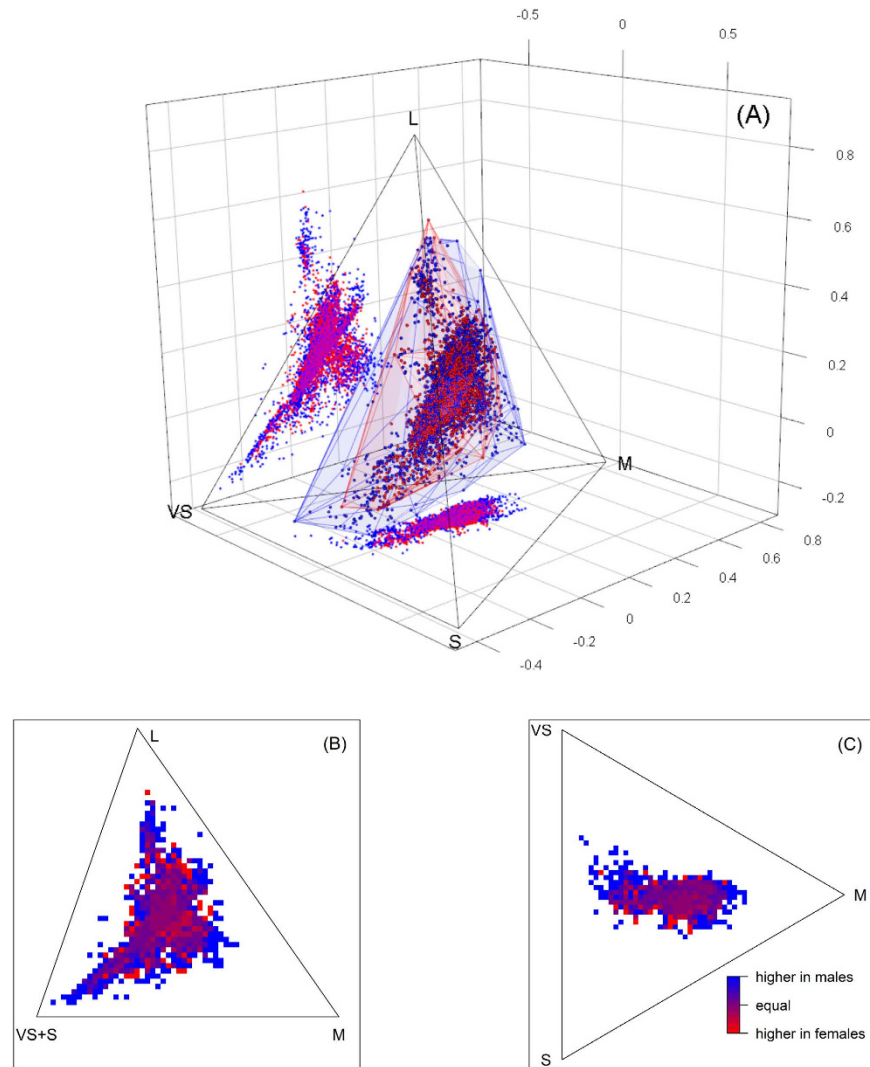 -0.5
0
0.5
(A)
L
0.8
0.6
0.4
0.2
0
-0.2
M
VS
S
0.8
0.6
0.4
0.2
0
-0.2
-0.4
(B)
L
VS+S
M
(C)
VS
M
S
higher in males
equal
higher in females